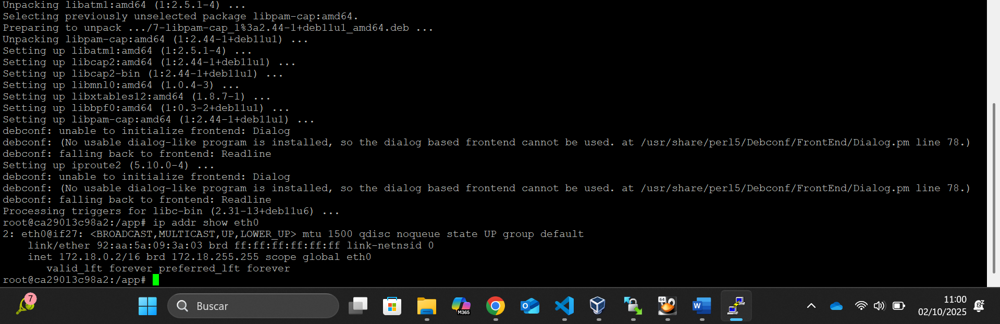 Unpacking libatm1:amd64 (1:2.5.1-4) ...
Selecting previously unselected package libpam-cap:amd64.
Preparing to unpack .../7-libpam-cap_1%3a2.44-1+deb11u1_amd64.deb ...
Unpacking libpam-cap:amd64 (1:2.44-1+deb11u1) ...
Setting up libatm1:amd64 (1:2.5.1-4) ...
Setting up libcap2:amd64 (1:2.44-1+deb11u1) ...
Setting up libcap2-bin (1:2.44-1+deb11u1) ...
Setting up libmnl0:amd64 (1.0.4-3) ...
Setting up libxtables12:amd64 (1.8.7-1) ...
Setting up libbpf0:amd64 (1:0.3-2+deb11u1) ...
Setting up libpam-cap:amd64 (1:2.44-1+deb11u1) ...
debconf: unable to initialize frontend: Dialog
debconf: (No usable dialog-like program is installed, so the dialog based frontend cannot be used. at /usr/share/perl5/Debconf/FrontEnd/Dialog.pm line 78.)
debconf: falling back to frontend: Readline
Setting up iproute2 (5.10.0-4) ...
debconf: unable to initialize frontend: Dialog
debconf: (No usable dialog-like program is installed, so the dialog based frontend cannot be used. at /usr/share/perl5/Debconf/FrontEnd/Dialog.pm line 78.)
debconf: falling back to frontend: Readline
Processing triggers for libc-bin (2.31-13+deb11u6) ...
root@ca29013c98a2:/app# ip addr show eth0
2: eth0@if27: <BROADCAST,MULTICAST,UP,LOWER_UP> mtu 1500 qdisc noqueue state UP group default
    link/ether 92:aa:5a:09:3a:03 brd ff:ff:ff:ff:ff:ff link-netnsid 0
    inet 172.18.0.2/16 brd 172.18.255.255 scope global eth0
       valid_lft forever preferred_lft forever
root@ca29013c98a2:/app#
7
Buscar
M365
64
W
11:00
02/10/2025